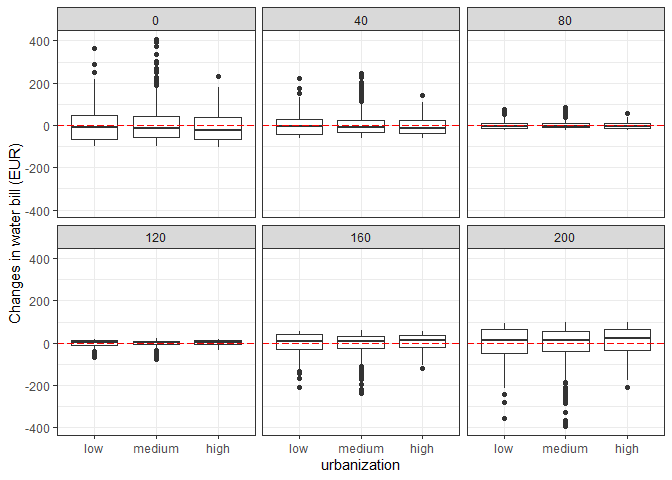 0 40 80
400
200
0
-200
-400
120 160 200
400
200
0
-200
-400
low medium high low medium high low medium high
urbanization
Changes in water bill (EUR)